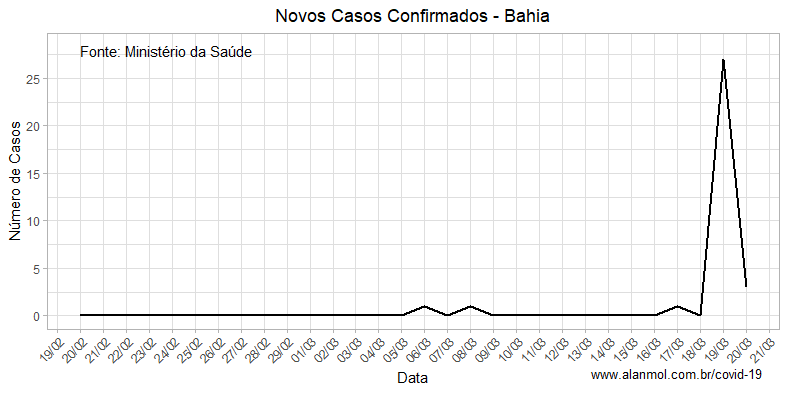 Novos Casos Confirmados - Bahia
Fonte: Ministério da Saúde
Número de Casos
25
20
15
10
5
0
19/02 20/02 21/02 22/02 23/02 24/02 25/02 26/02 27/02 28/02 29/02 01/03 02/03 03/03 04/03 05/03 06/03 07/03 08/03 09/03 10/03 11/03 12/03 13/03 14/03 15/03 16/03 17/03 18/03 19/03 20/03 21/03
Data
www.alanmol.com.br/covid-19